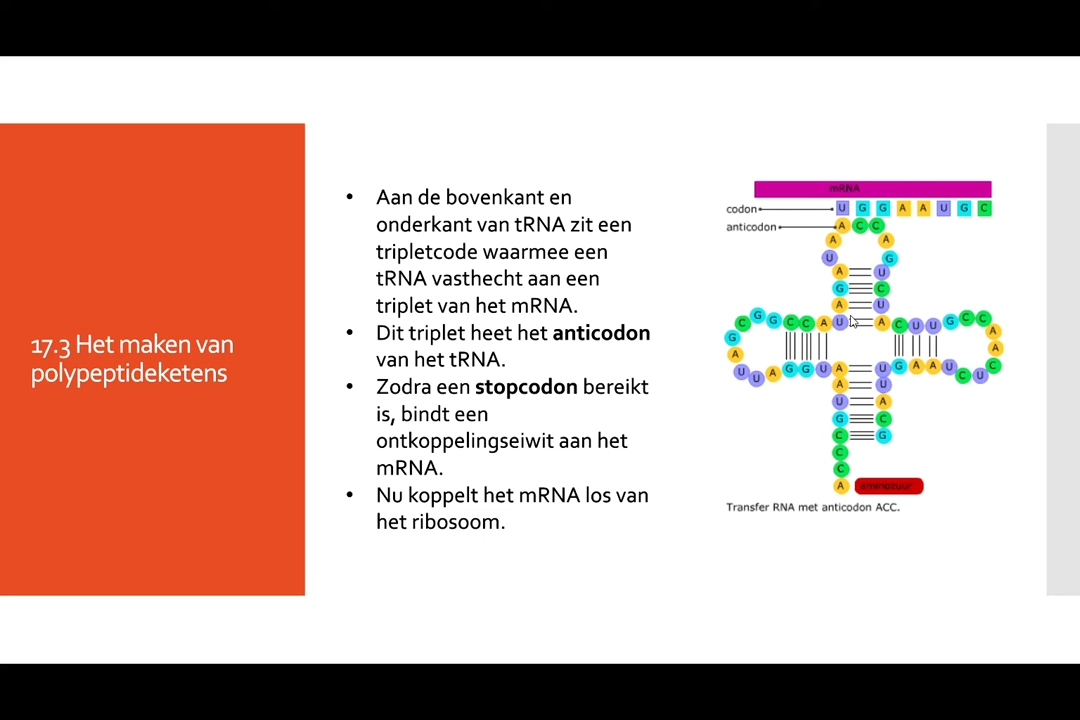 17.3 Het maken van
polypeptideketens
• Aan de bovenkant en
onderkant van tRNA zit een
tripletcode waarmee een
tRNA vasthecht aan een
triplet van het mRNA.
• Dit triplet heet het anticodon
van het tRNA.
• Zodra een stopcodon bereikt
is, bindt een
ontkoppelingseiwit aan het
mRNA.
• Nu koppelt het mRNA los van
het ribosoom.
mRNA
codon U G G A A U G C
anticodon A C C
A A
U G
A U
G C
A U
C G G C C A U A C U U G C C
G A
A A
U U A G G U A U G A A U C U C
A U
U A
G C
C G
C
C
A aminozuur
Transfer RNA met anticodon ACC.